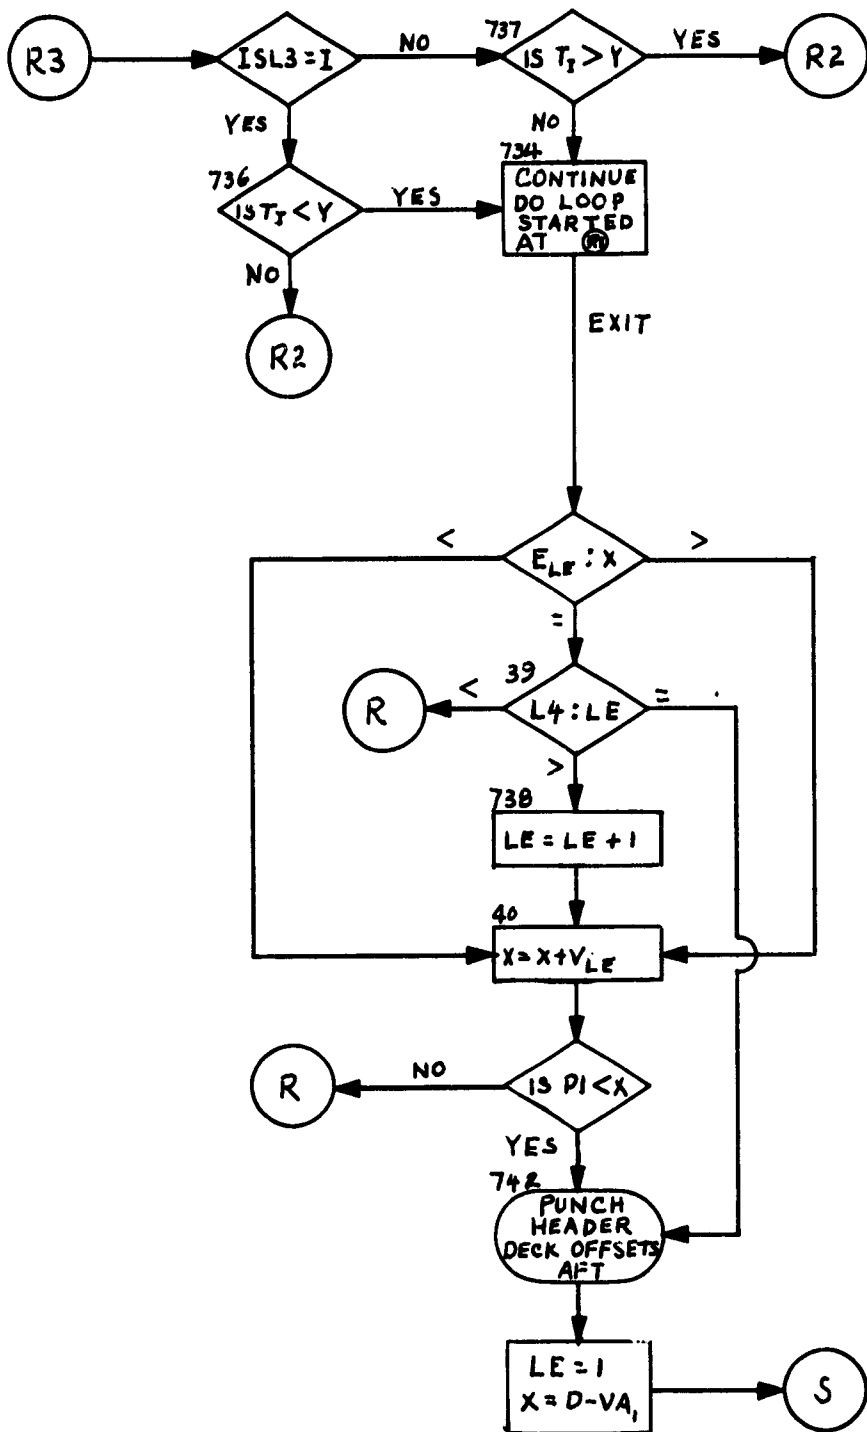 R3
ISL3=I
NO
737
IS T_I > Y
YES
R2
YES
NO
736
IS T_I < Y
YES
734
CONTINUE
DO LOOP
STARTED
AT
NO
R2
EXIT
<
E_LE : X
>
=
39
R
<
L4 : LE
=
>
738
LE = LE + 1
40
X = X + V_LE
R
NO
IS P1 < X
YES
742
PUNCH
HEADER
DECK OFFSETS
AFT
LE = 1
X = D - VA_1
S